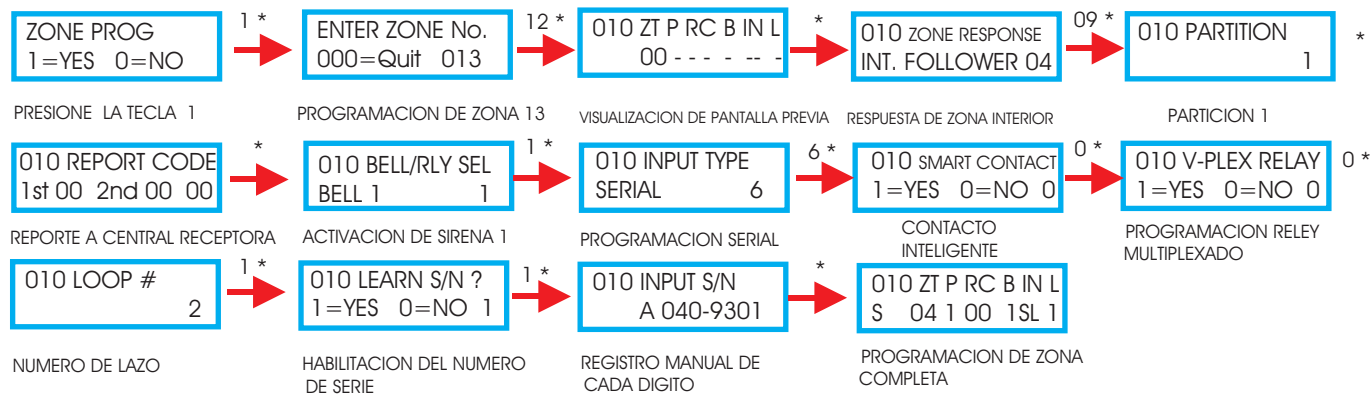 ZONE PROG
1=YES 0=NO
1 *
ENTER ZONE No.
000=Quit 013
12 *
010 ZT P RC B IN L
00 - - - - -- -
*
010 ZONE RESPONSE
INT. FOLLOWER 04
09 *
010 PARTITION
1
*
PRESIONE LA TECLA 1
PROGRAMACION DE ZONA 13
VISUALIZACION DE PANTALLA PREVIA
RESPUESTA DE ZONA INTERIOR
PARTICION 1
010 REPORT CODE
1st 00 2nd 00 00
*
010 BELL/RLY SEL
BELL 1 1
1 *
010 INPUT TYPE
SERIAL 6
6 *
010 SMART CONTACT
1=YES 0=NO 0
0 *
010 V-PLEX RELAY
1=YES 0=NO 0
0 *
REPORTE A CENTRAL RECEPTORA
ACTIVACION DE SIRENA 1
PROGRAMACION SERIAL
CONTACTO
INTELIGENTE
PROGRAMACION RELEY
MULTIPLEXADO
010 LOOP #
2
1 *
010 LEARN S/N ?
1=YES 0=NO 1
1 *
010 INPUT S/N
A 040-9301
*
010 ZT P RC B IN L
S 04 1 00 1SL 1
NUMERO DE LAZO
HABILITACION DEL NUMERO
DE SERIE
REGISTRO MANUAL DE
CADA DIGITO
PROGRAMACION DE ZONA
COMPLETA